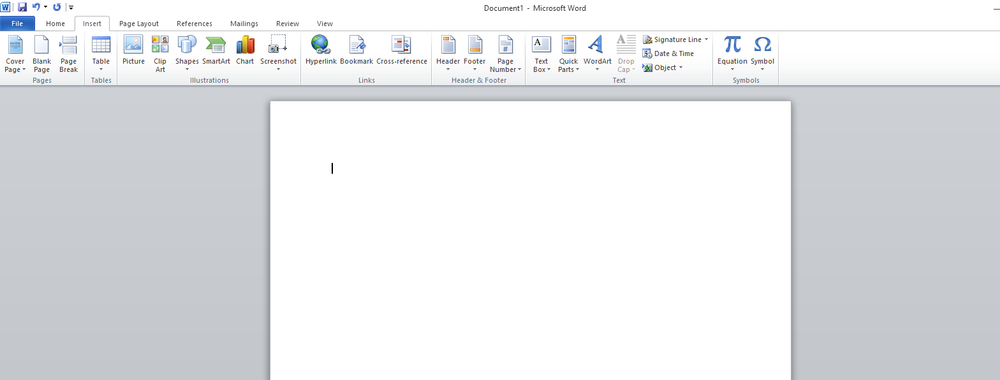 Document1 - Microsoft Word
File Home Insert Page Layout References Mailings Review View
Cover Page
Blank Page
Page Break
Pages
Table
Tables
Picture
Clip Art
Shapes
SmartArt
Chart
Screenshot
Illustrations
Hyperlink
Bookmark
Cross-reference
Links
Header
Footer
Page Number
Header & Footer
Text Box
Quick Parts
WordArt
Drop Cap
Signature Line
Date & Time
Object
Text
Equation
Symbol
Symbols